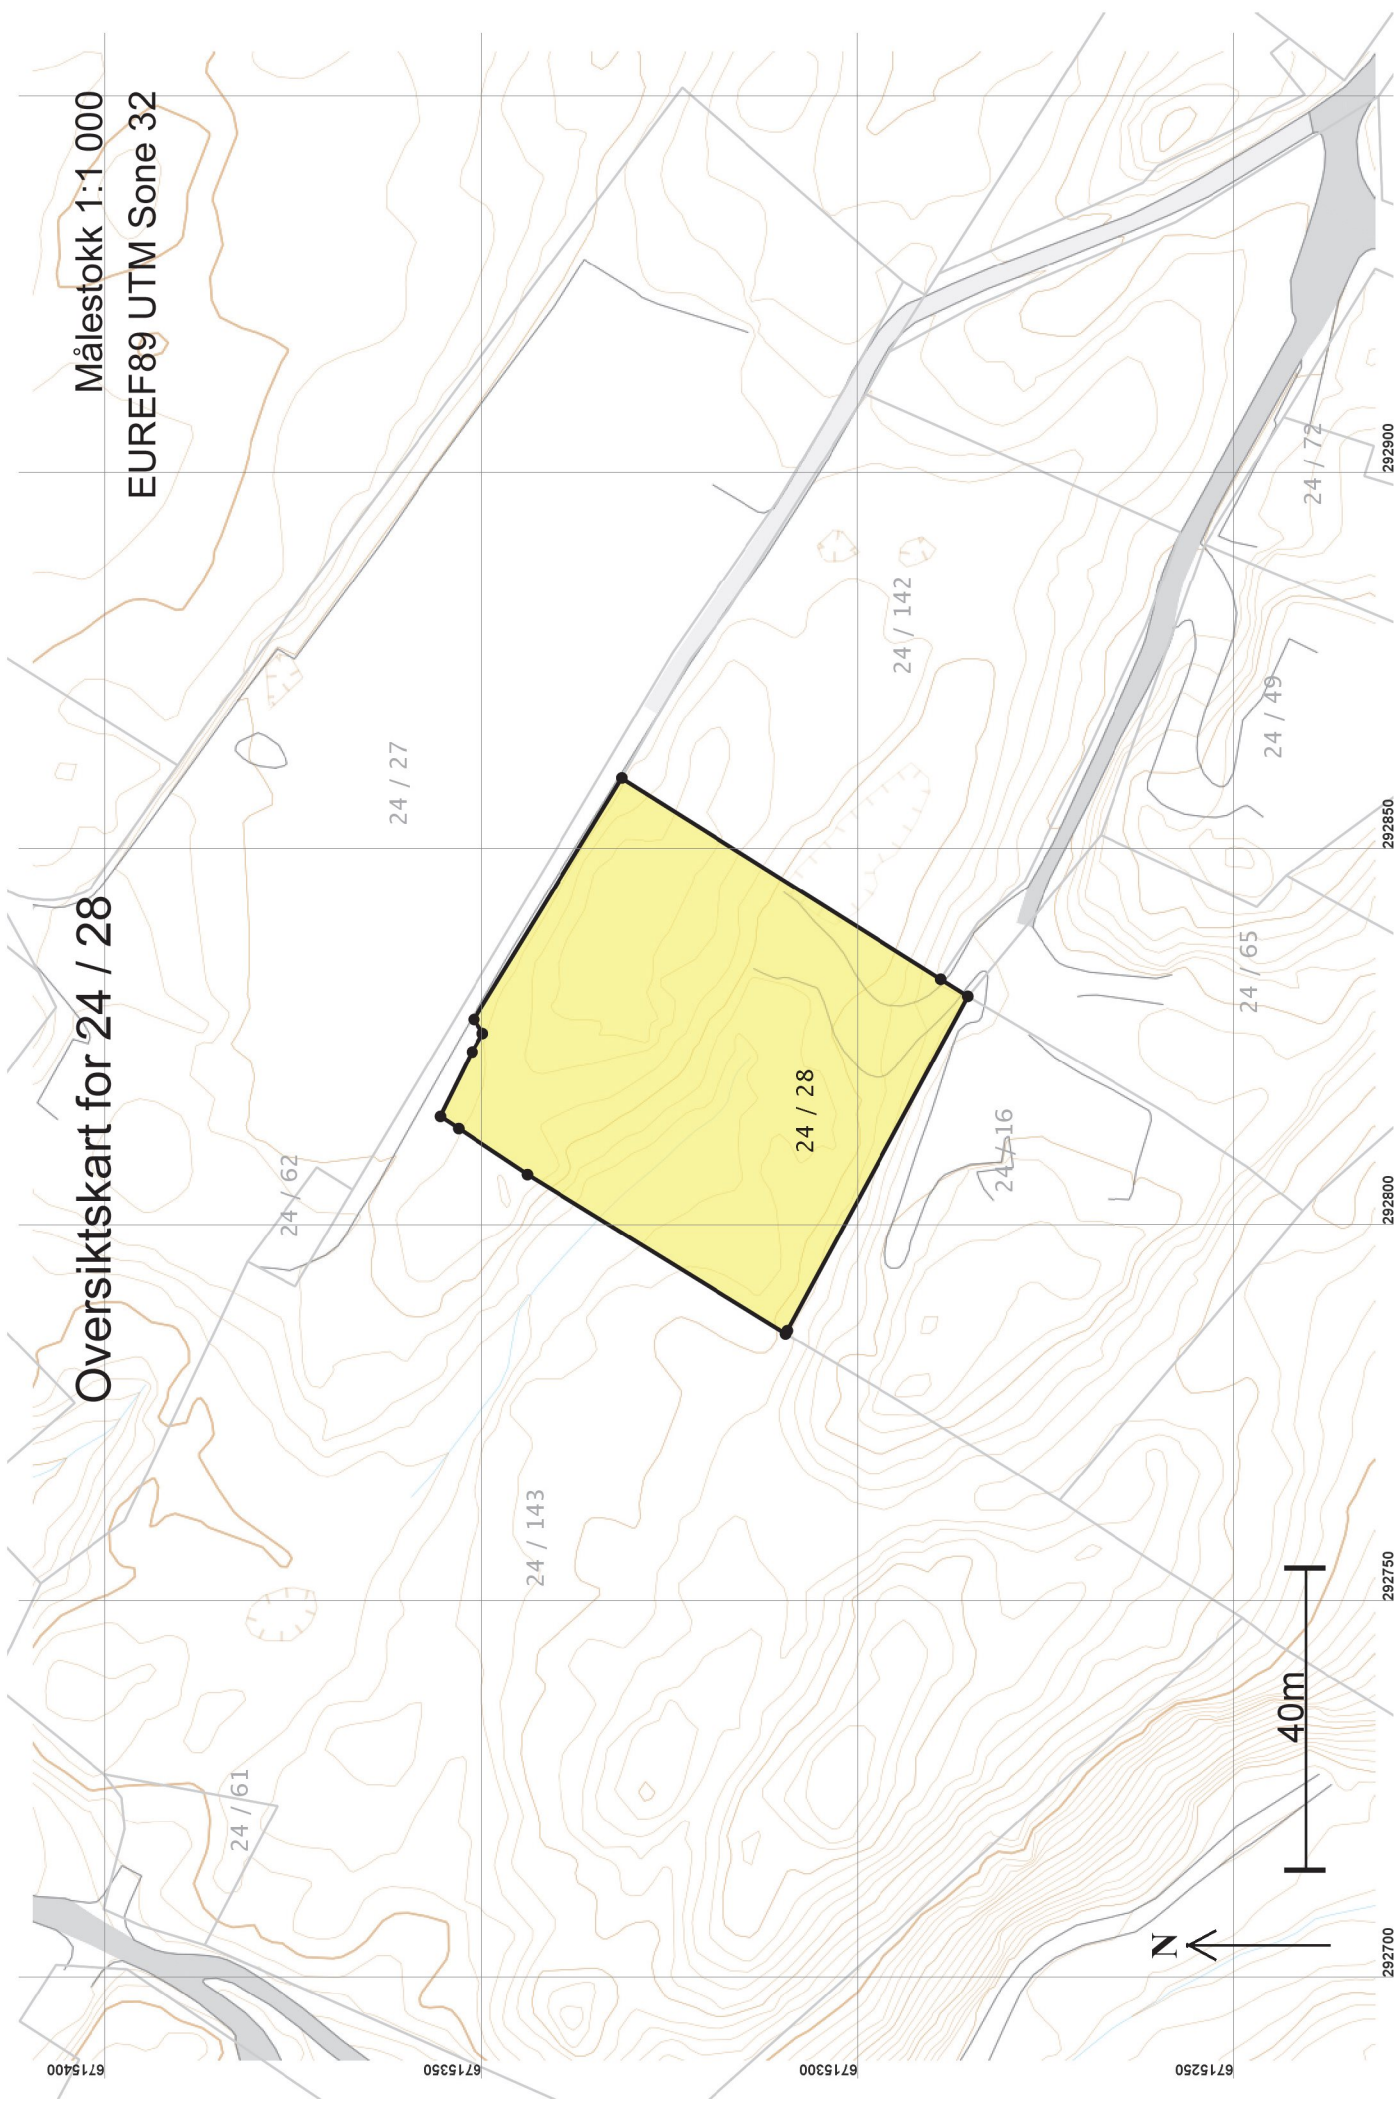 Oversiktskart for 24 / 28
Målestokk 1:1 000
EUREF89 UTM Sone 32
24 / 61
24 / 62
24 / 27
24 / 143
24 / 28
24 / 142
24 / 16
24 / 65
24 / 49
24 / 72
N
40m
6715400
6715350
6715300
6715250
292700
292750
292800
292850
292900